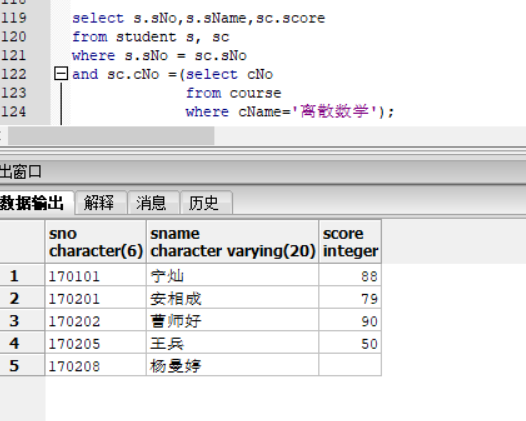 119 select s.sNo,s.sName,sc.score
120 from student s, sc
121 where s.sNo = sc.sNo
122 and sc.cNo =(select cNo
123 from course
124 where cName='离散数学');
出窗口
数据输出 解释 消息 历史
sno sname score
character(6) character varying(20) integer
1 170101 宁灿 88
2 170201 安相成 79
3 170202 曹师好 90
4 170205 王兵 50
5 170208 杨曼婷